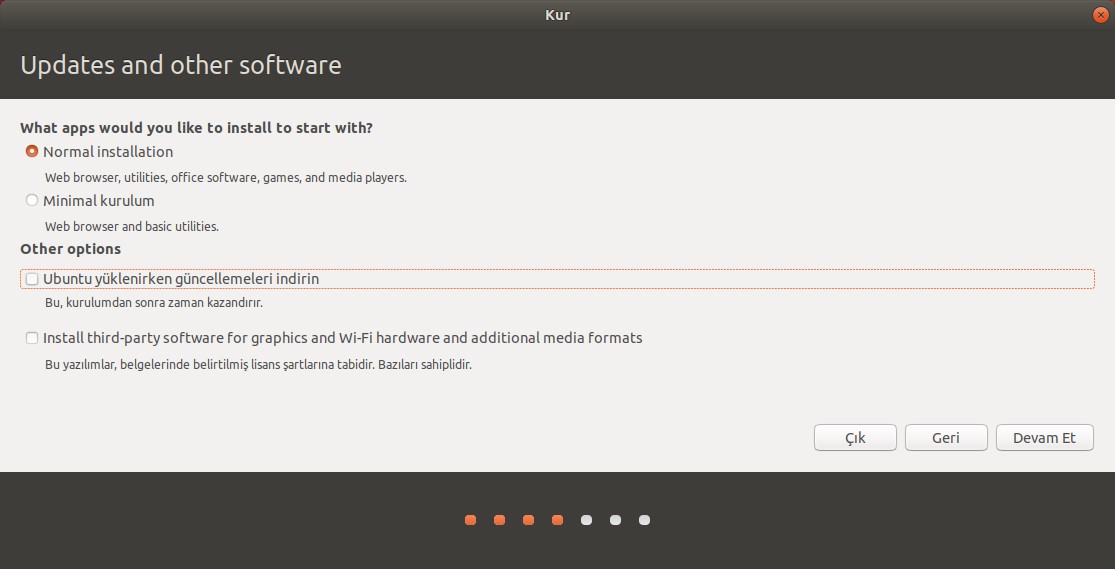 Kur
Updates and other software
What apps would you like to install to start with?
Normal installation
Web browser, utilities, office software, games, and media players.
Minimal kurulum
Web browser and basic utilities.
Other options
Ubuntu yüklenirken güncellemeleri indirin
Bu, kurulumdan sonra zaman kazandırır.
Install third-party software for graphics and Wi-Fi hardware and additional media formats
Bu yazılımlar, belgelerinde belirtilmiş lisans şartlarına tabidir. Bazıları sahiplidir.
Çık Geri Devam Et